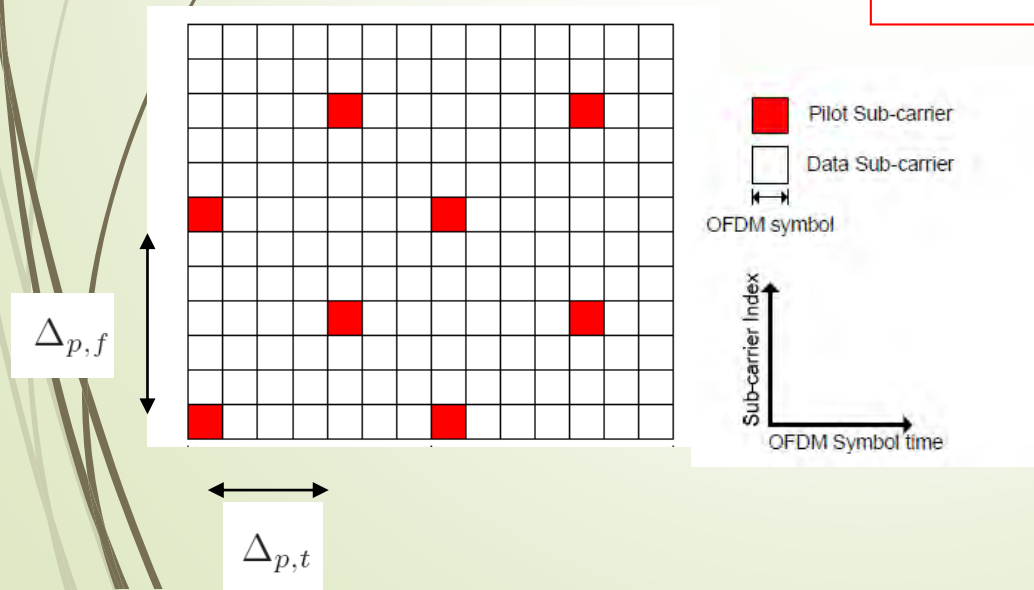 Pilot Sub-carrier
Data Sub-carrier
OFDM symbol
Δp,f
Sub-carrier Index
OFDM Symbol time
Δp,t